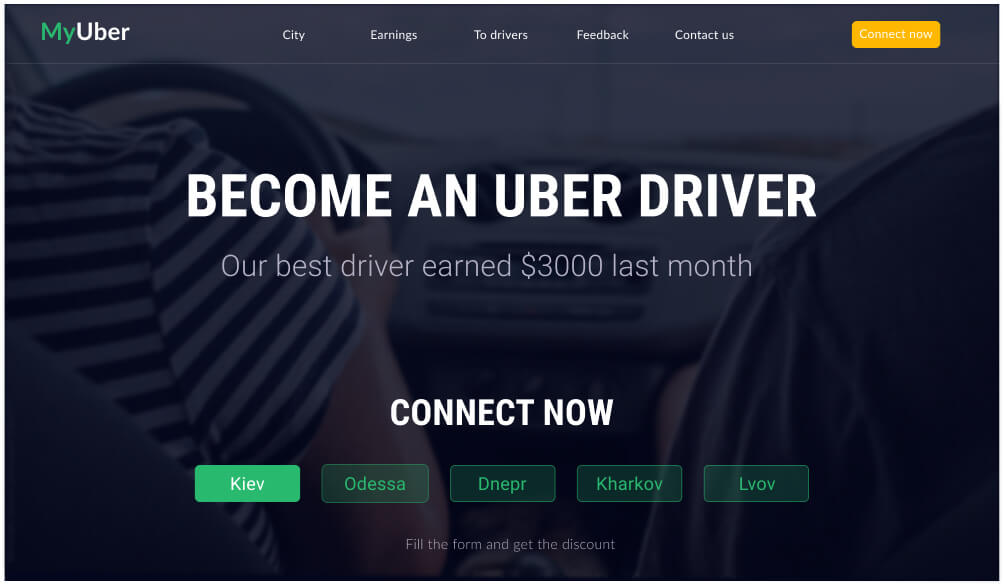 MyUber
City
Earnings
To drivers
Feedback
Contact us
Connect now
BECOME AN UBER DRIVER
Our best driver earned $3000 last month
CONNECT NOW
Kiev
Odessa
Dnepr
Kharkov
Lvov
Fill the form and get the discount